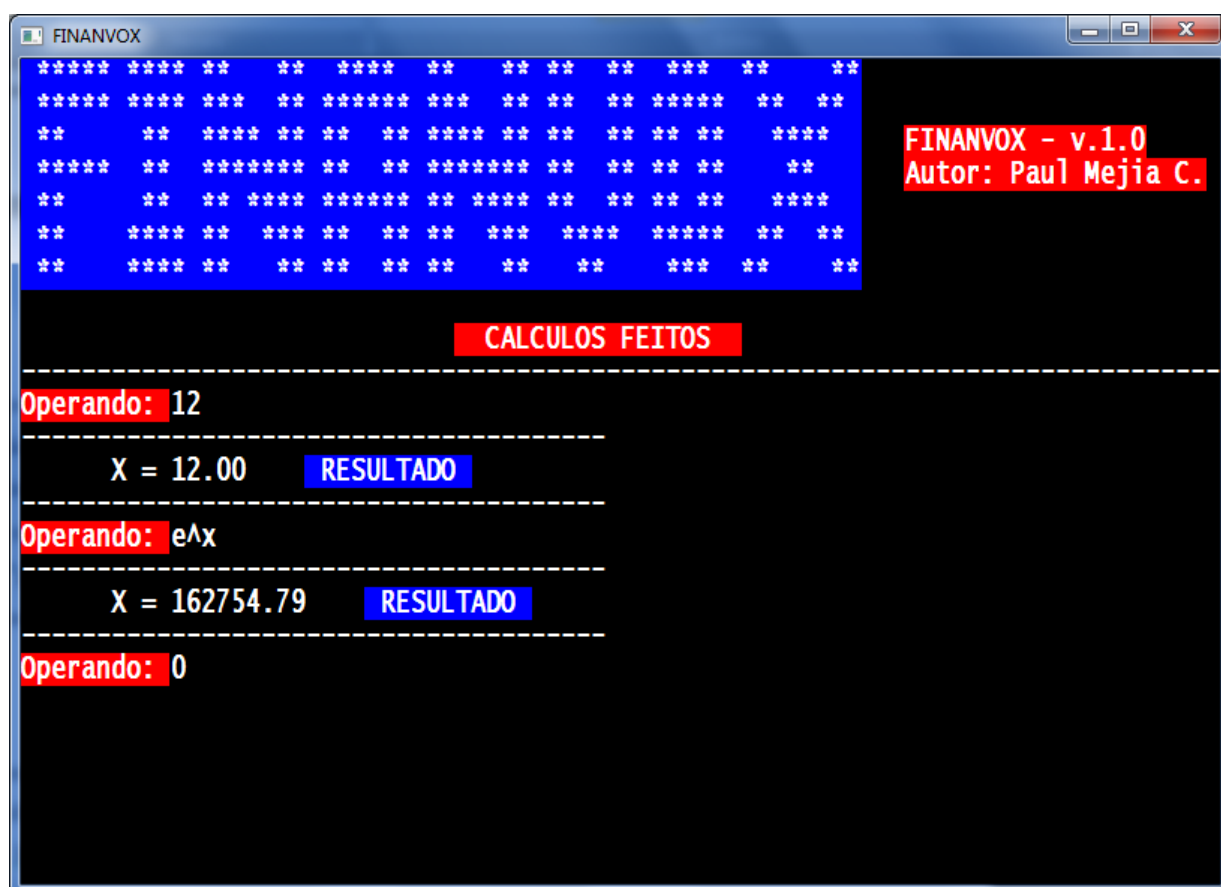 FINANVOX
FINANVOX - v.1.0
Autor: Paul Mejia C.
CALCULOS FEITOS
Operando: 12
X = 12.00 RESULTADO
Operando: e^x
X = 162754.79 RESULTADO
Operando: 0